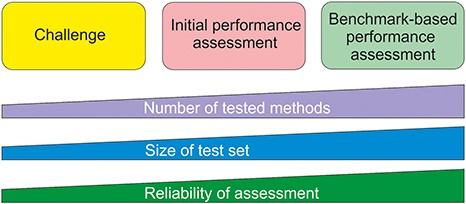 Challenge
Initial performance
assessment
Benchmark-based
performance
assessment
Number of tested methods
Size of test set
Reliability of assessment